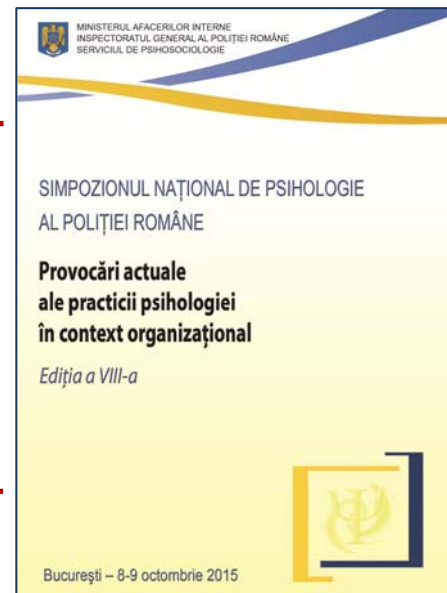 MINISTERUL AFACERILOR INTERNE
INSPECTORATUL GENERAL AL POLIȚIEI ROMÂNE
SERVICIUL DE PSIHOSOCIOLOGIE
SIMPOZIONUL NAȚIONAL DE PSIHOLOGIE
AL POLIȚIEI ROMÂNE
Provocări actuale
ale practicii psihologiei
în context organizațional
Ediția a VIII-a
București – 8-9 octombrie 2015